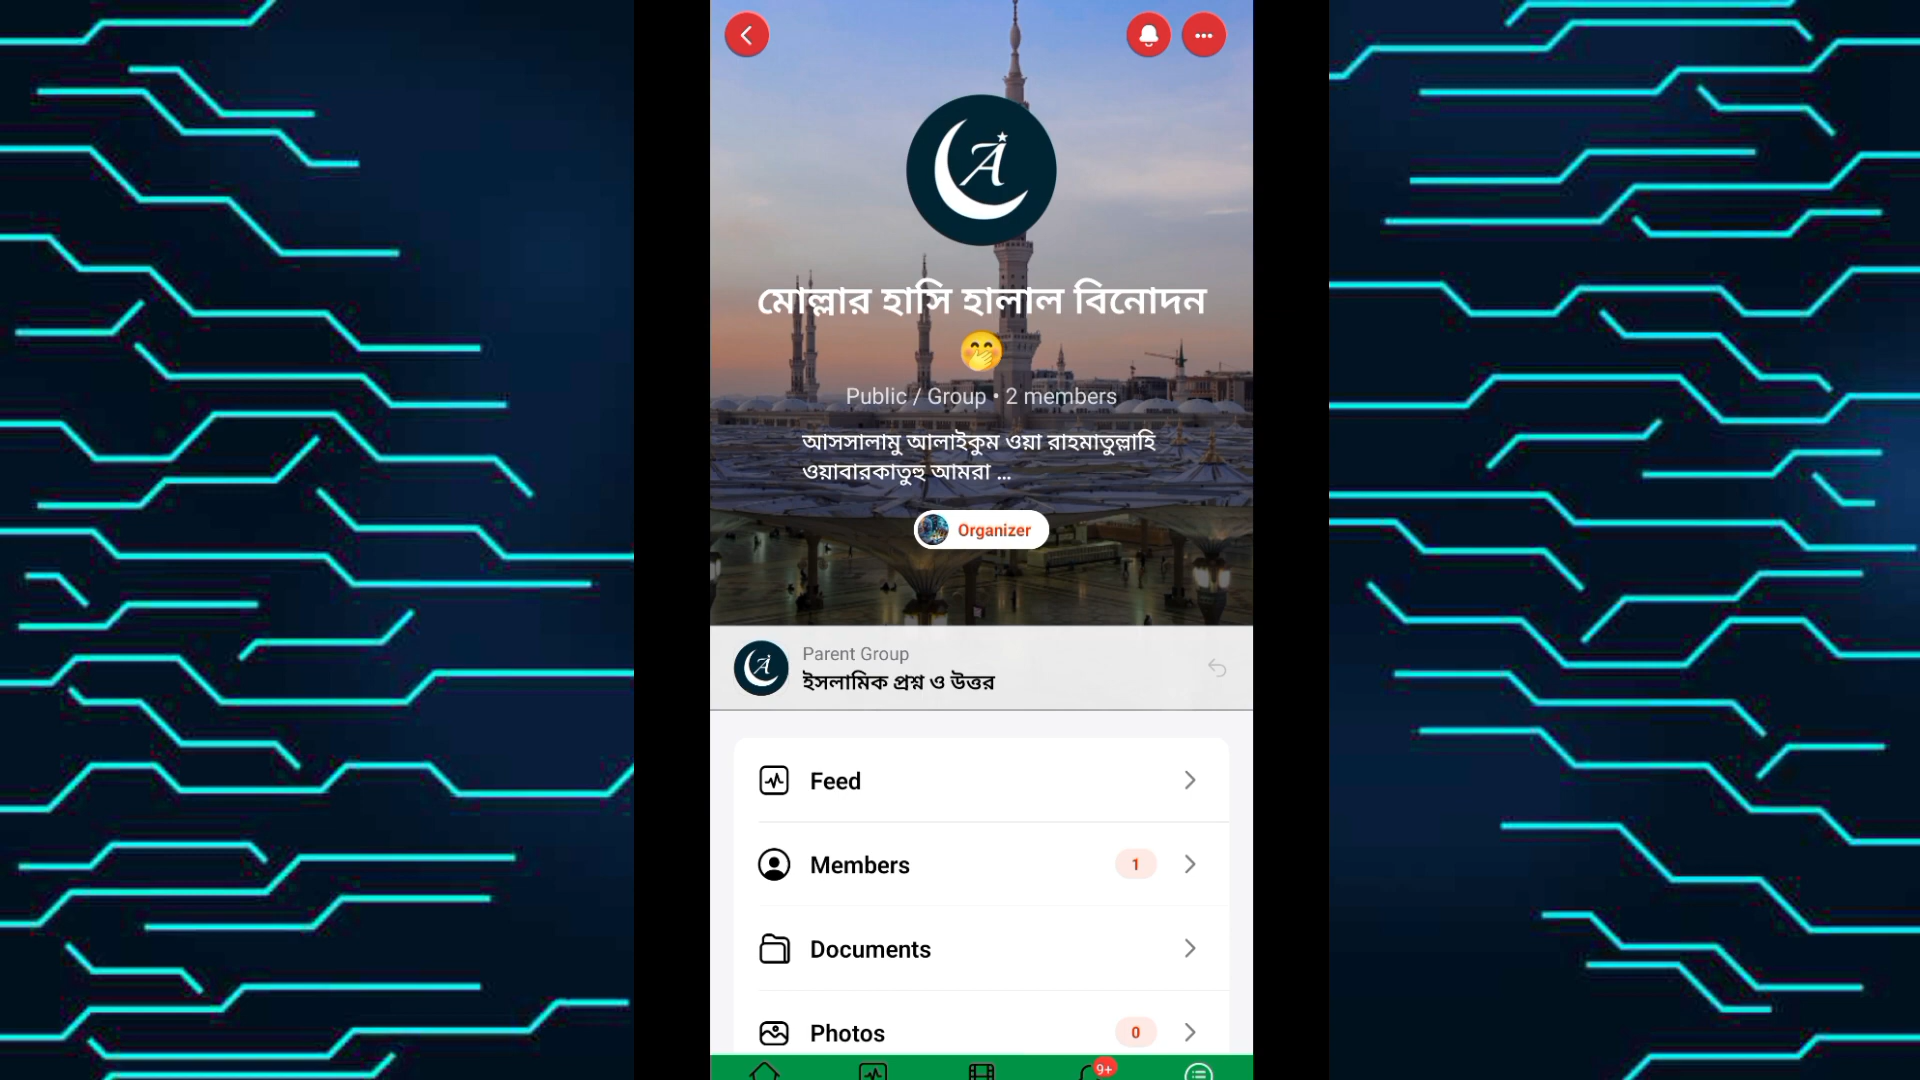 A
মোল্লার হাসি হালাল বিনোদন
🤭
Public / Group • 2 members
আসসালামু আলাইকুম ওয়া রাহমাতুল্লাহি
ওয়াবারকাতুহু আমরা ...
Organizer
A
Parent Group
ইসলামিক প্রশ্ন ও উত্তর
Feed
Members 1
Documents
Photos 0
9+